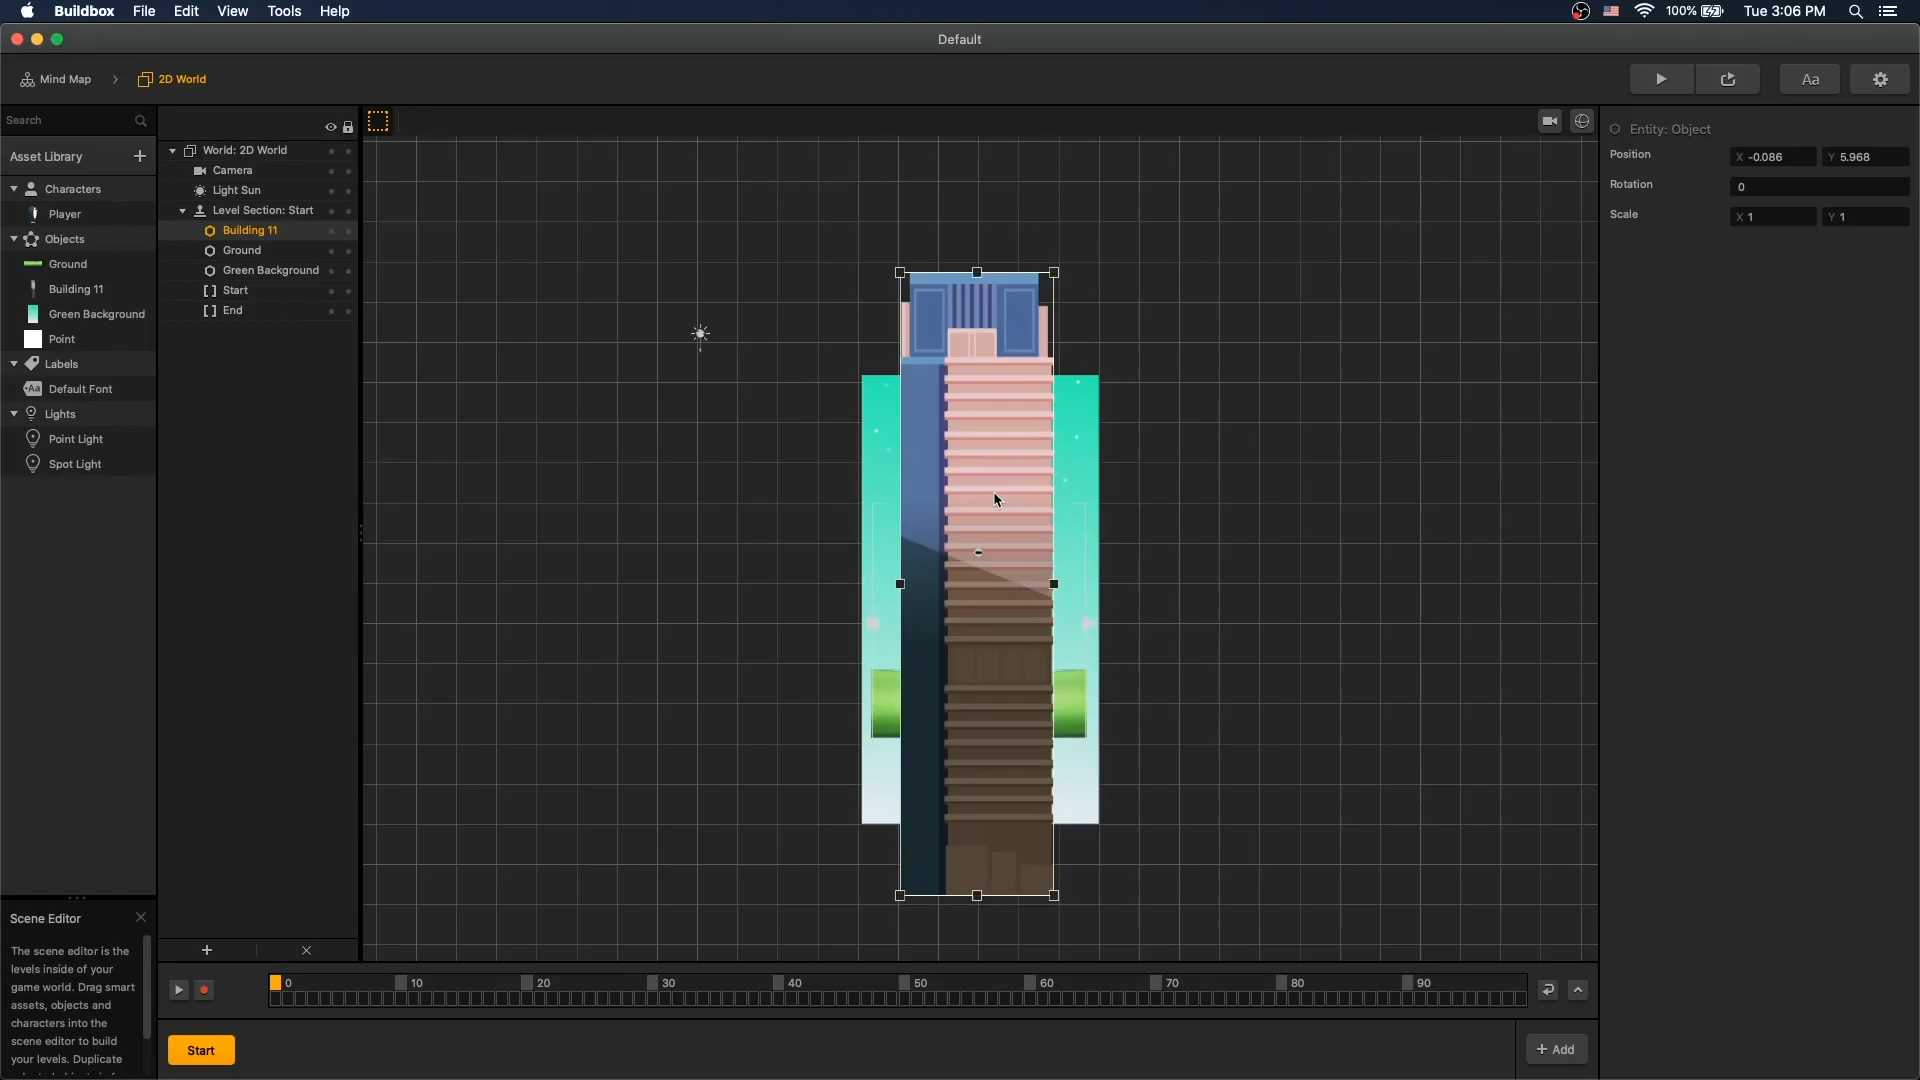 Buildbox File Edit View Tools Help
100% Tue 3:06 PM
Default
Mind Map 2D World
Aa
Search
Asset Library
Characters
Player
Objects
Ground
Building 11
Green Background
Point
Labels
Aa Default Font
Lights
Point Light
Spot Light
World: 2D World
Camera
Light Sun
Level Section: Start
Building 11
Ground
Green Background
[ ] Start
[ ] End
Entity: Object
Position X -0.086 Y 5.968
Rotation 0
Scale X 1 Y 1
Scene Editor
The scene editor is the
levels inside of your
game world. Drag smart
assets, objects and
characters into the
scene editor to build
your levels. Duplicate
0 10 20 30 40 50 60 70 80 90
Start
+ Add